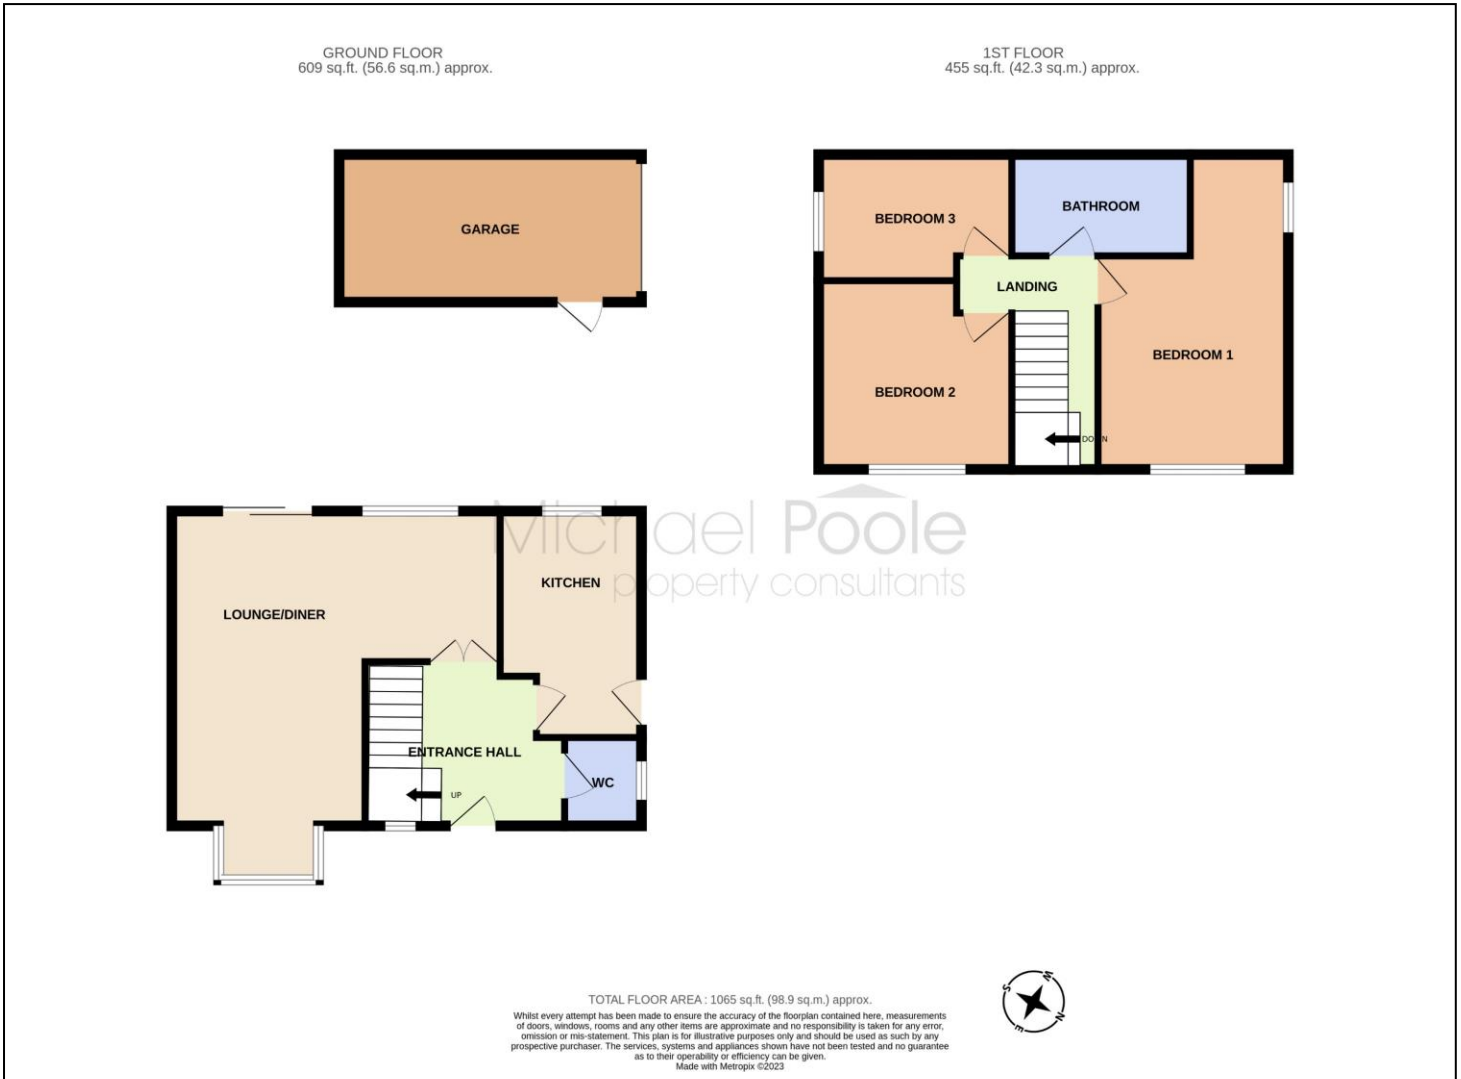 GROUND FLOOR
609 sq.ft. (56.6 sq.m.) approx.
1ST FLOOR
455 sq.ft. (42.3 sq.m.) approx.
GARAGE
BEDROOM 3
BATHROOM
LANDING
BEDROOM 1
BEDROOM 2
DOWN
Michael Poole
property consultants
KITCHEN
LOUNGE/DINER
ENTRANCE HALL
WC
UP
TOTAL FLOOR AREA : 1065 sq.ft. (98.9 sq.m.) approx.
Whilst every attempt has been made to ensure the accuracy of the floorplan contained here, measurements
of doors, windows, rooms and any other items are approximate and no responsibility is taken for any error,
omission or mis-statement. This plan is for illustrative purposes only and should be used as such by any
prospective purchaser. The services, systems and appliances shown have not been tested and no guarantee
as to their operability or efficiency can be given.
Made with Metropix ©2023
W
S
N
E